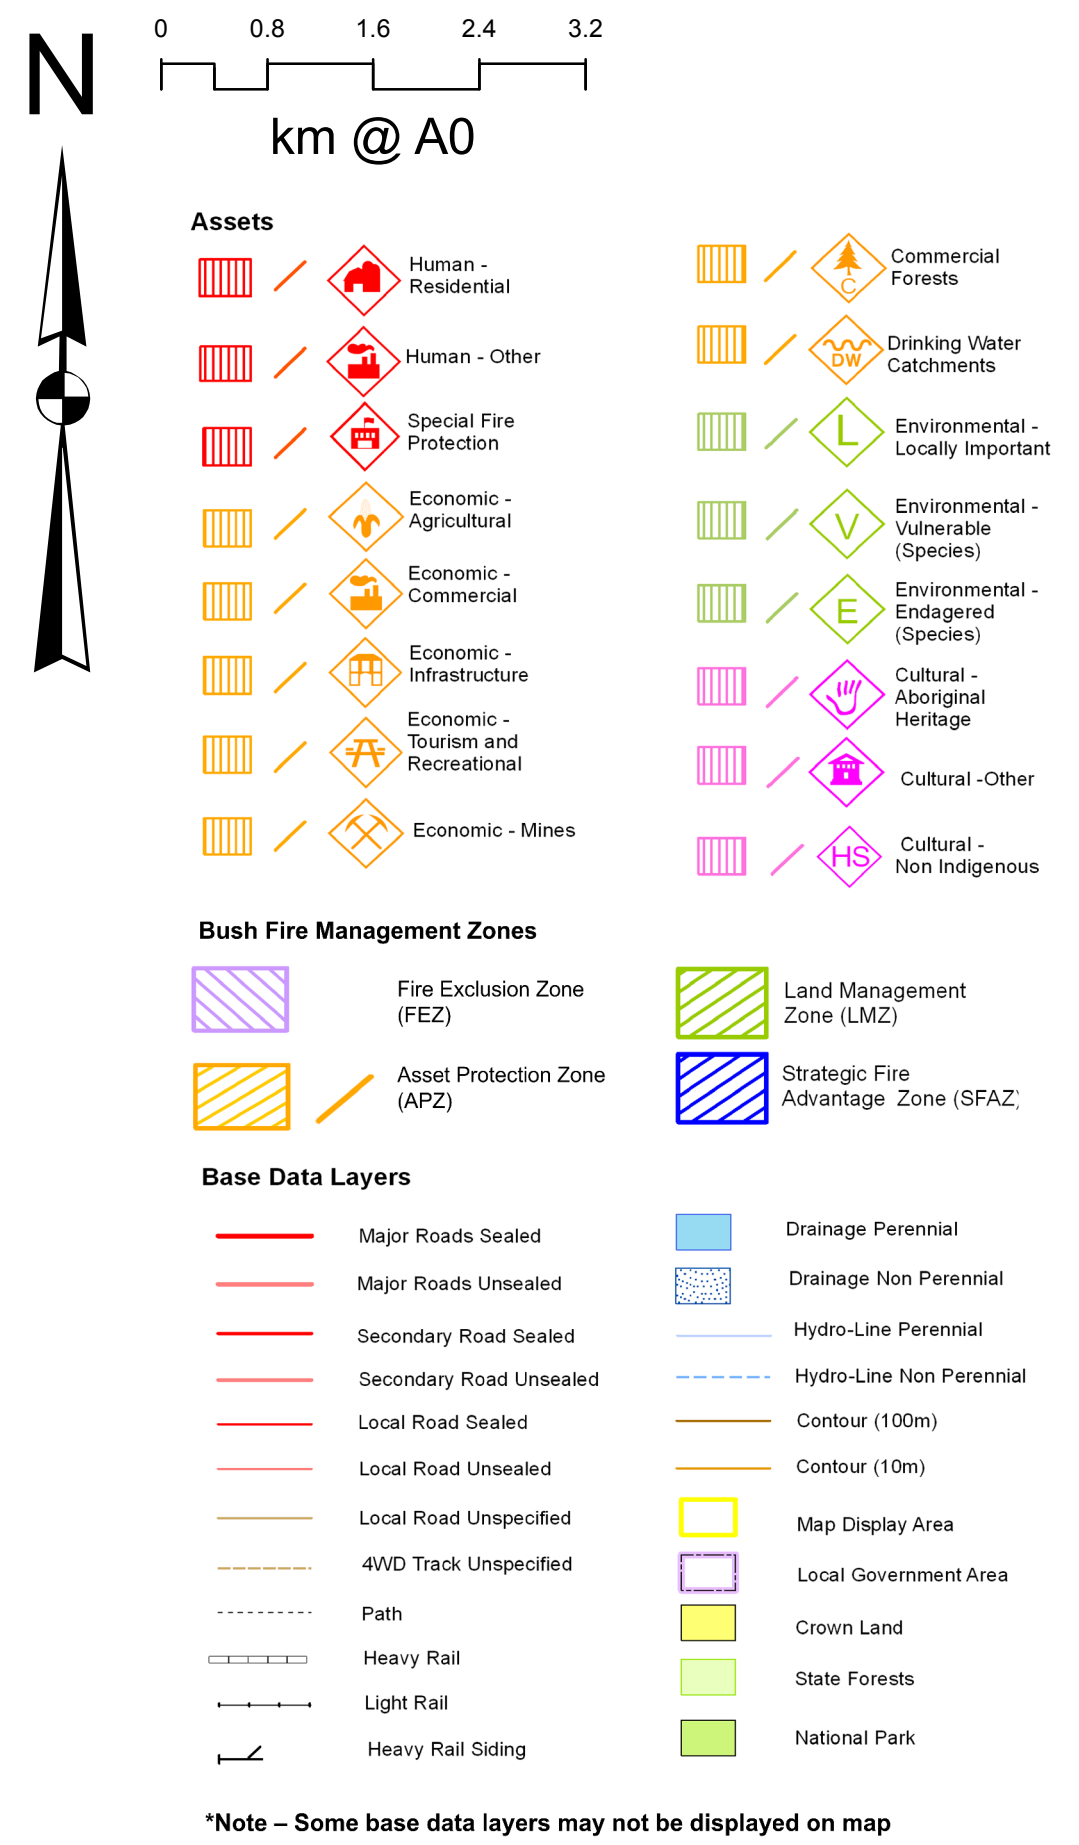 N
0 0.8 1.6 2.4 3.2
km @ A0
Assets
Human -
Residential
Human - Other
Special Fire
Protection
Economic -
Agricultural
Economic -
Commercial
Economic -
Infrastructure
Economic -
Tourism and
Recreational
Economic - Mines
C
Commercial
Forests
DW
Drinking Water
Catchments
L
Environmental -
Locally Important
V
Environmental -
Vulnerable
(Species)
E
Environmental -
Endagered
(Species)
Cultural -
Aboriginal
Heritage
Cultural -Other
HS
Cultural -
Non Indigenous
Bush Fire Management Zones
Fire Exclusion Zone
(FEZ)
Asset Protection Zone
(APZ)
Land Management
Zone (LMZ)
Strategic Fire
Advantage Zone (SFAZ)
Base Data Layers
Major Roads Sealed
Major Roads Unsealed
Secondary Road Sealed
Secondary Road Unsealed
Local Road Sealed
Local Road Unsealed
Local Road Unspecified
4WD Track Unspecified
Path
Heavy Rail
Light Rail
Heavy Rail Siding
Drainage Perennial
Drainage Non Perennial
Hydro-Line Perennial
Hydro-Line Non Perennial
Contour (100m)
Contour (10m)
Map Display Area
Local Government Area
Crown Land
State Forests
National Park
*Note – Some base data layers may not be displayed on map